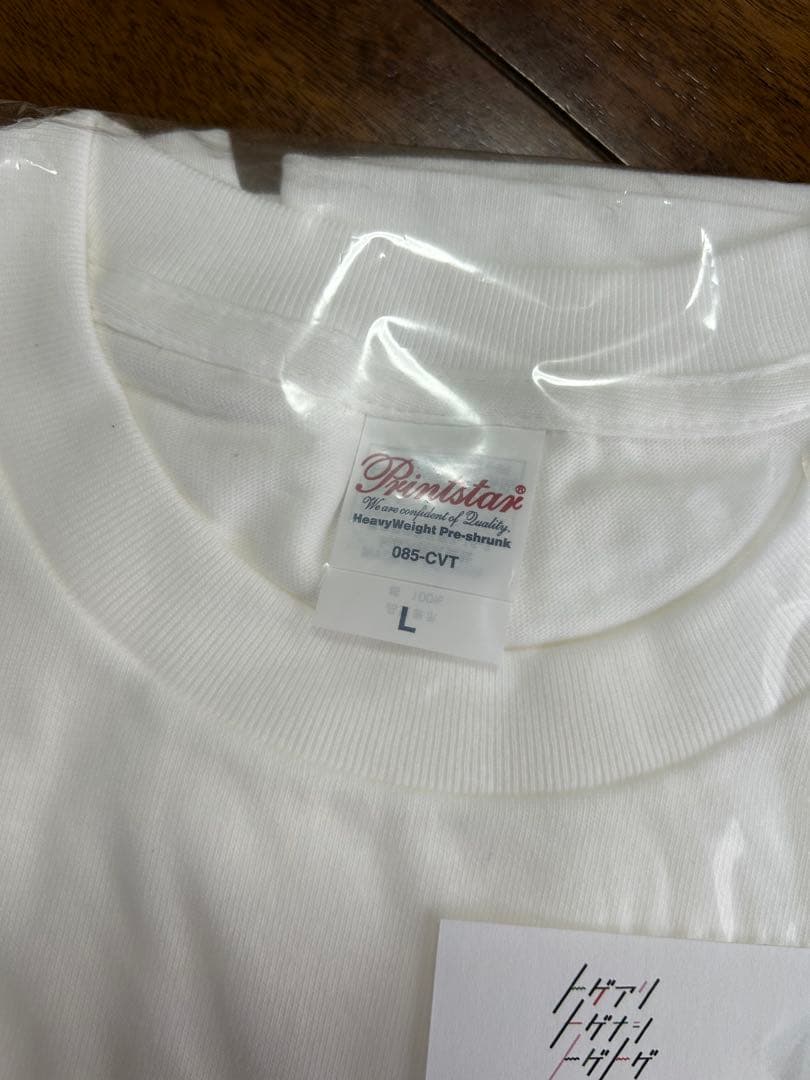 Printstar®
We are confident of Quality.
HeavyWeight Pre-shrunk
085-CVT
100%
L
トゲアリ
トゲナシ
トゲトゲ